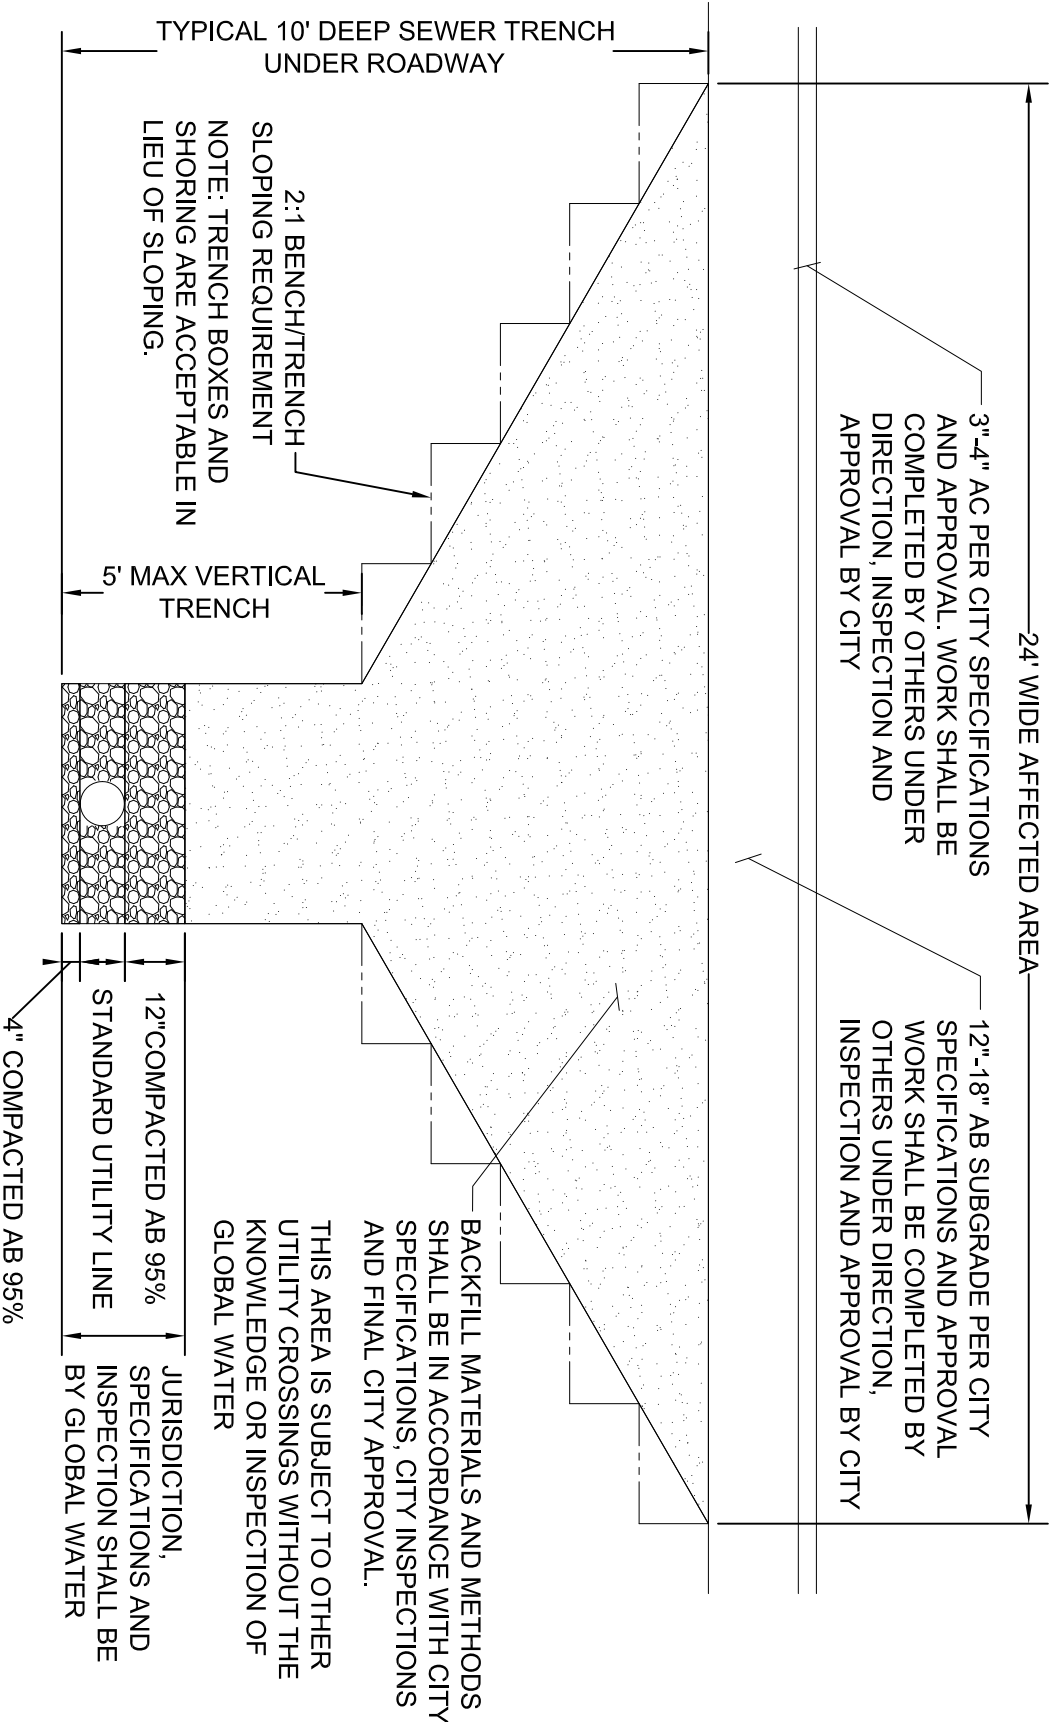 24' WIDE AFFECTED AREA
3"-4" AC PER CITY SPECIFICATIONS
AND APPROVAL. WORK SHALL BE
COMPLETED BY OTHERS UNDER
DIRECTION, INSPECTION AND
APPROVAL BY CITY
12"-18" AB SUBGRADE PER CITY
SPECIFICATIONS AND APPROVAL
WORK SHALL BE COMPLETED BY
OTHERS UNDER DIRECTION,
INSPECTION AND APPROVAL BY CITY
TYPICAL 10' DEEP SEWER TRENCH
UNDER ROADWAY
2:1 BENCH/TRENCH
SLOPING REQUIREMENT
NOTE: TRENCH BOXES AND
SHORING ARE ACCEPTABLE IN
LIEU OF SLOPING.
5' MAX VERTICAL
TRENCH
BACKFILL MATERIALS AND METHODS
SHALL BE IN ACCORDANCE WITH CITY
SPECIFICATIONS, CITY INSPECTIONS
AND FINAL CITY APPROVAL.
THIS AREA IS SUBJECT TO OTHER
UTILITY CROSSINGS WITHOUT THE
KNOWLEDGE OR INSPECTION OF
GLOBAL WATER
12"COMPACTED AB 95%
STANDARD UTILITY LINE
4" COMPACTED AB 95%
JURISDICTION,
SPECIFICATIONS AND
INSPECTION SHALL BE
BY GLOBAL WATER